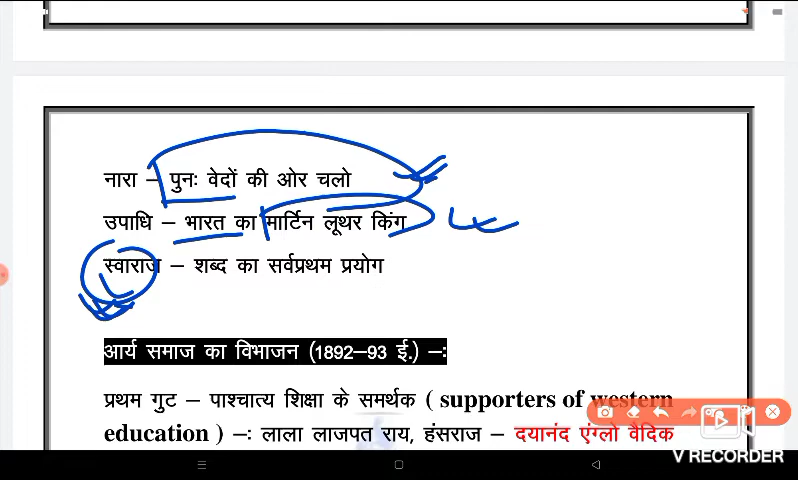 नारा – पुनः वेदों की ओर चलो
उपाधि – भारत का मार्टिन लूथर किंग
स्वाराज – शब्द का सर्वप्रथम प्रयोग
आर्य समाज का विभाजन (1892–93 ई.) –:
प्रथम गुट – पाश्चात्य शिक्षा के समर्थक ( supporters of western
education ) –: लाला लाजपत राय, हंसराज – दयानंद एंग्लो वैदिक
V RECORDER